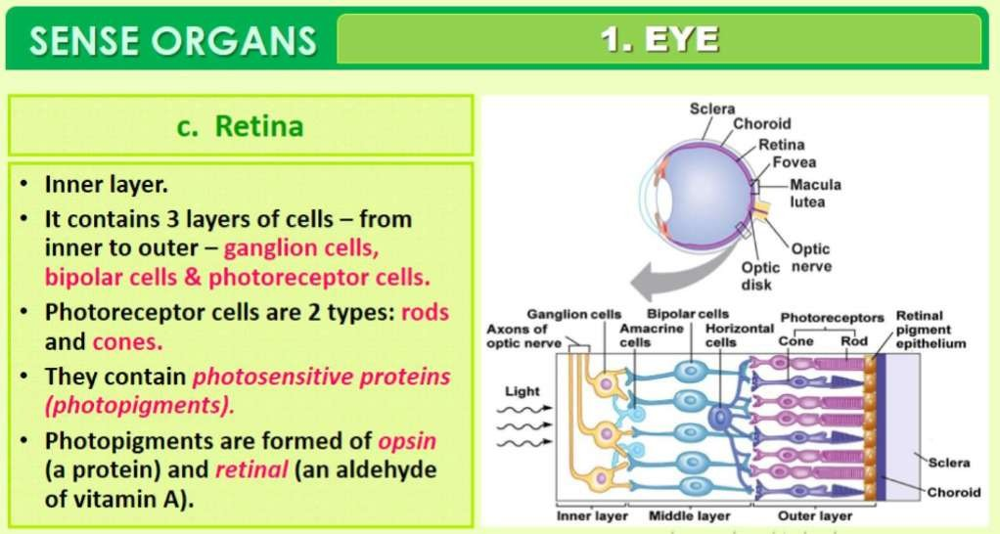 SENSE ORGANS
1. EYE
c. Retina
• Inner layer.
• It contains 3 layers of cells – from
inner to outer – ganglion cells,
bipolar cells & photoreceptor cells.
• Photoreceptor cells are 2 types: rods
and cones.
• They contain photosensitive proteins
(photopigments).
• Photopigments are formed of opsin
(a protein) and retinal (an aldehyde
of vitamin A).
Sclera
Choroid
Retina
Fovea
Macula
lutea
Optic
nerve
Optic
disk
Axons of
optic nerve
Ganglion cells
Amacrine
cells
Bipolar cells
Horizontal
cells
Photoreceptors
Cone
Rod
Retinal
pigment
epithelium
Light
Sclera
Choroid
Inner layer
Middle layer
Outer layer